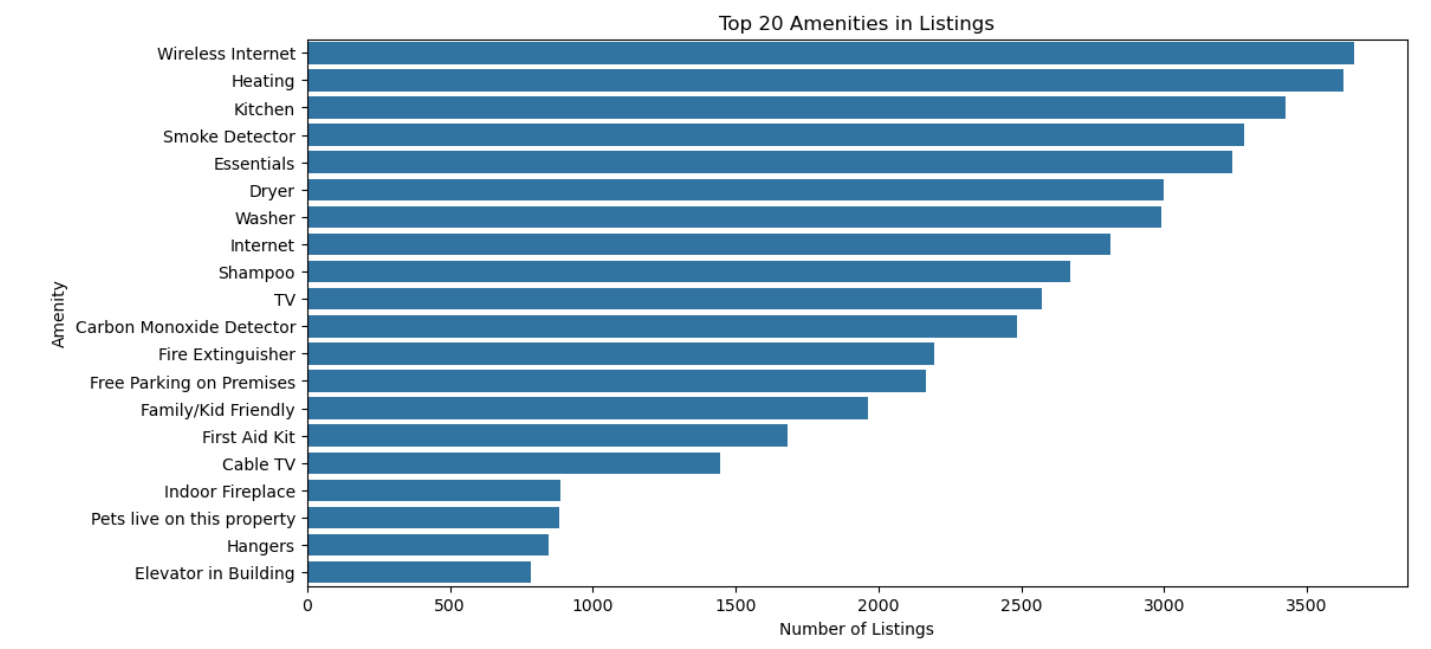 Top 20 Amenities in Listings
Amenity
Wireless Internet
Heating
Kitchen
Smoke Detector
Essentials
Dryer
Washer
Internet
Shampoo
TV
Carbon Monoxide Detector
Fire Extinguisher
Free Parking on Premises
Family/Kid Friendly
First Aid Kit
Cable TV
Indoor Fireplace
Pets live on this property
Hangers
Elevator in Building
0 500 1000 1500 2000 2500 3000 3500
Number of Listings